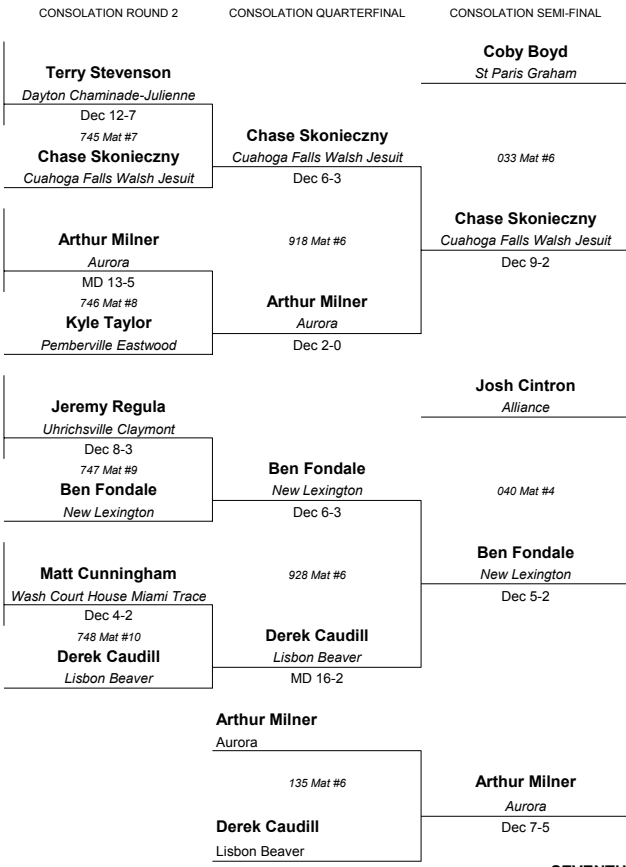 CONSOLATION ROUND 2 CONSOLATION QUARTERFINAL CONSOLATION SEMI-FINAL
Coby Boyd
St Paris Graham
Terry Stevenson
Dayton Chaminade-Julienne
Dec 12-7
745 Mat #7
Chase Skonieczny
Cuahoga Falls Walsh Jesuit
Chase Skonieczny
Cuahoga Falls Walsh Jesuit
Dec 6-3
033 Mat #6
Chase Skonieczny
Cuahoga Falls Walsh Jesuit
Dec 9-2
Arthur Milner
Aurora
MD 13-5
746 Mat #8
Kyle Taylor
Pemberville Eastwood
918 Mat #6
Arthur Milner
Aurora
Dec 2-0
Josh Cintron
Alliance
Jeremy Regula
Uhrichsville Claymont
Dec 8-3
747 Mat #9
Ben Fondale
New Lexington
Ben Fondale
New Lexington
Dec 6-3
040 Mat #4
Ben Fondale
New Lexington
Dec 5-2
Matt Cunningham
Wash Court House Miami Trace
Dec 4-2
748 Mat #10
Derek Caudill
Lisbon Beaver
928 Mat #6
Derek Caudill
Lisbon Beaver
MD 16-2
Arthur Milner
Aurora
135 Mat #6
Derek Caudill
Lisbon Beaver
Arthur Milner
Aurora
Dec 7-5